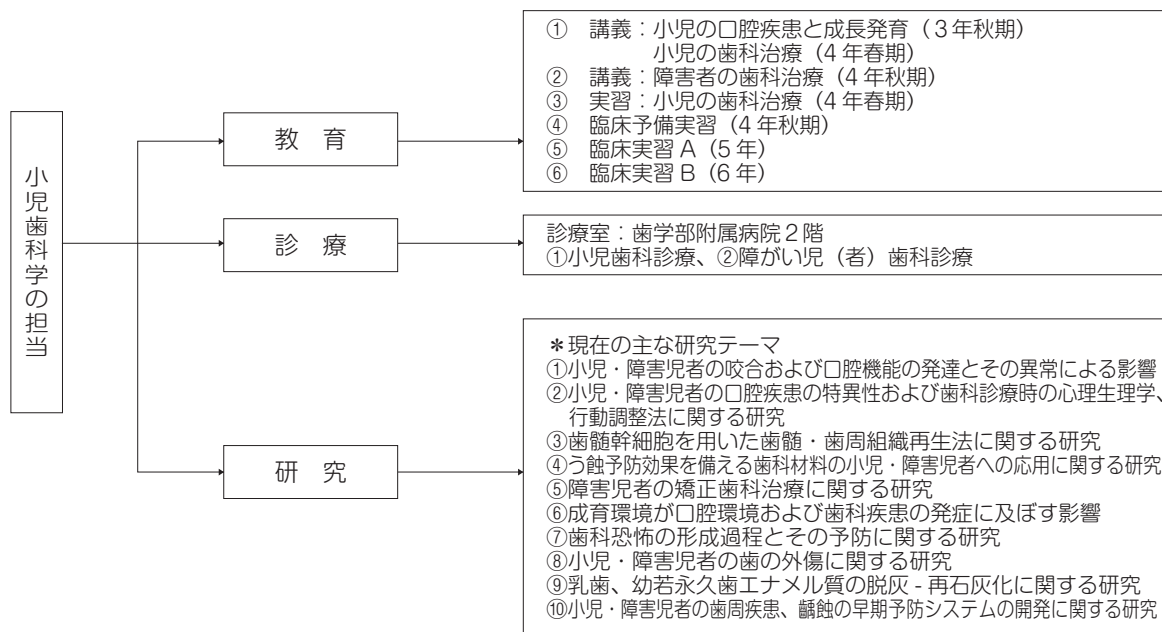 小児歯科学の担当
教 育
① 講義：小児の口腔疾患と成長発育（３年秋期）
小児の歯科治療（４年春期）
② 講義：障害者の歯科治療（４年秋期）
③ 実習：小児の歯科治療（４年春期）
④ 臨床予備実習（４年秋期）
⑤ 臨床実習 A（５年）
⑥ 臨床実習 B（６年）
診 療
診療室：歯学部附属病院２階
①小児歯科診療、②障がい児（者）歯科診療
研 究
＊現在の主な研究テーマ
①小児・障害児者の咬合および口腔機能の発達とその異常による影響
②小児・障害児者の口腔疾患の特異性および歯科診療時の心理生理学、
行動調整法に関する研究
③歯髄幹細胞を用いた歯髄・歯周組織再生法に関する研究
④う蝕予防効果を備える歯科材料の小児・障害児者への応用に関する研究
⑤障害児者の矯正歯科治療に関する研究
⑥成育環境が口腔環境および歯科疾患の発症に及ぼす影響
⑦歯科恐怖の形成過程とその予防に関する研究
⑧小児・障害児者の歯の外傷に関する研究
⑨乳歯、幼若永久歯エナメル質の脱灰 - 再石灰化に関する研究
⑩小児・障害児者の歯周疾患、齲蝕の早期予防システムの開発に関する研究